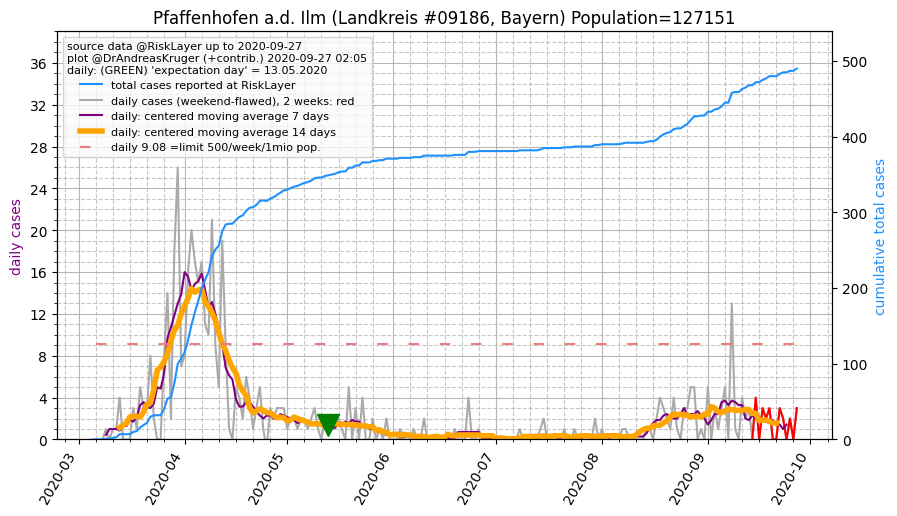 Pfaffenhofen a.d. Ilm (Landkreis #09186, Bayern) Population=127151
source data @RiskLayer up to 2020-09-27
plot @DrAndreasKruger (+contrib.) 2020-09-27 02:05
daily: (GREEN) 'expectation day' = 13.05.2020
total cases reported at RiskLayer
daily cases (weekend-flawed), 2 weeks: red
daily: centered moving average 7 days
daily: centered moving average 14 days
daily 9.08 =limit 500/week/1mio pop.
daily cases
36
32
28
24
20
16
12
8
4
0
500
400
300
200
100
0
cumulative total cases
2020-03
2020-04
2020-05
2020-06
2020-07
2020-08
2020-09
2020-10